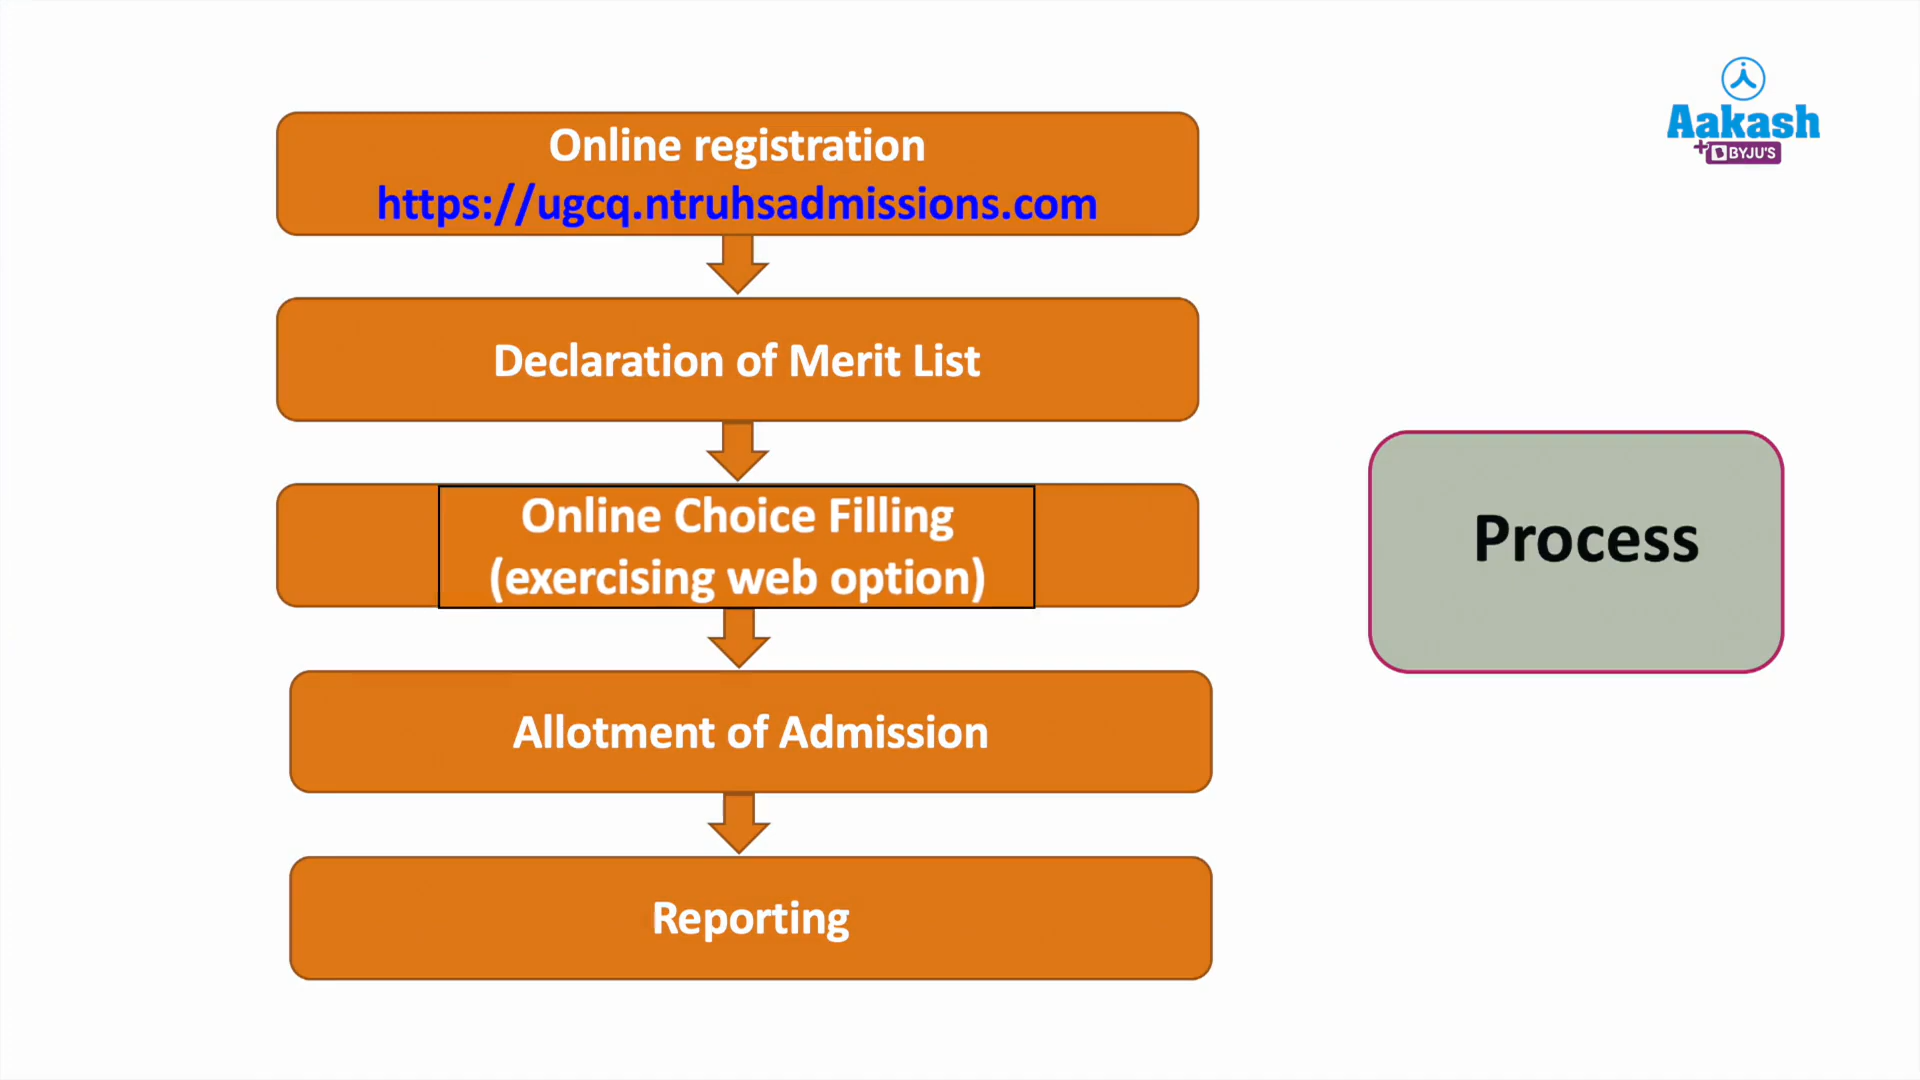 Aakash
+ BYJU'S
Online registration
https://ugcq.ntruhsadmissions.com
Declaration of Merit List
Online Choice Filling
(exercising web option)
Allotment of Admission
Reporting
Process